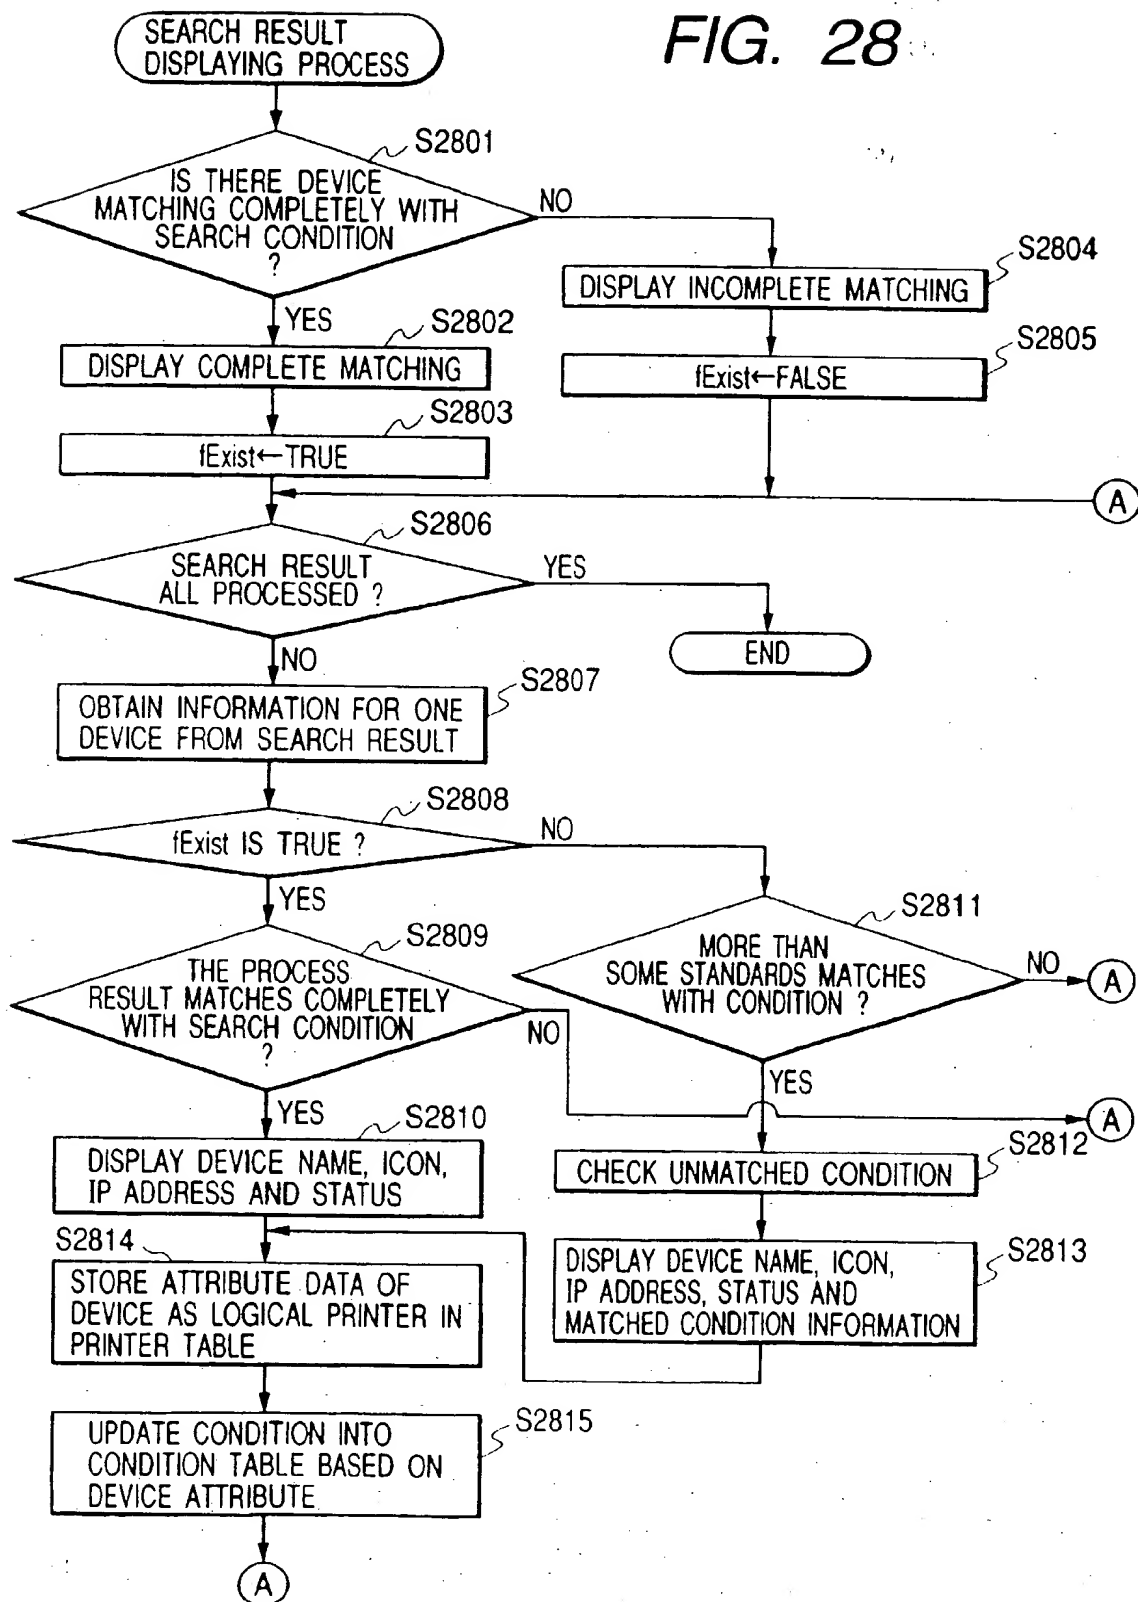 FIG. 28
SEARCH RESULT
DISPLAYING PROCESS
S2801
IS THERE DEVICE
MATCHING COMPLETELY WITH
SEARCH CONDITION
?
NO
YES
S2802
DISPLAY COMPLETE MATCHING
S2803
fExist←TRUE
S2804
DISPLAY INCOMPLETE MATCHING
S2805
fExist←FALSE
A
S2806
SEARCH RESULT
ALL PROCESSED ?
YES
END
NO
S2807
OBTAIN INFORMATION FOR ONE
DEVICE FROM SEARCH RESULT
S2808
fExist IS TRUE ?
NO
YES
S2809
THE PROCESS
RESULT MATCHES COMPLETELY
WITH SEARCH CONDITION
?
NO
YES
S2811
MORE THAN
SOME STANDARDS MATCHES
WITH CONDITION ?
NO
A
YES
A
S2810
DISPLAY DEVICE NAME, ICON,
IP ADDRESS AND STATUS
S2812
CHECK UNMATCHED CONDITION
S2813
DISPLAY DEVICE NAME, ICON,
IP ADDRESS, STATUS AND
MATCHED CONDITION INFORMATION
S2814
STORE ATTRIBUTE DATA OF
DEVICE AS LOGICAL PRINTER IN
PRINTER TABLE
S2815
UPDATE CONDITION INTO
CONDITION TABLE BASED ON
DEVICE ATTRIBUTE
A